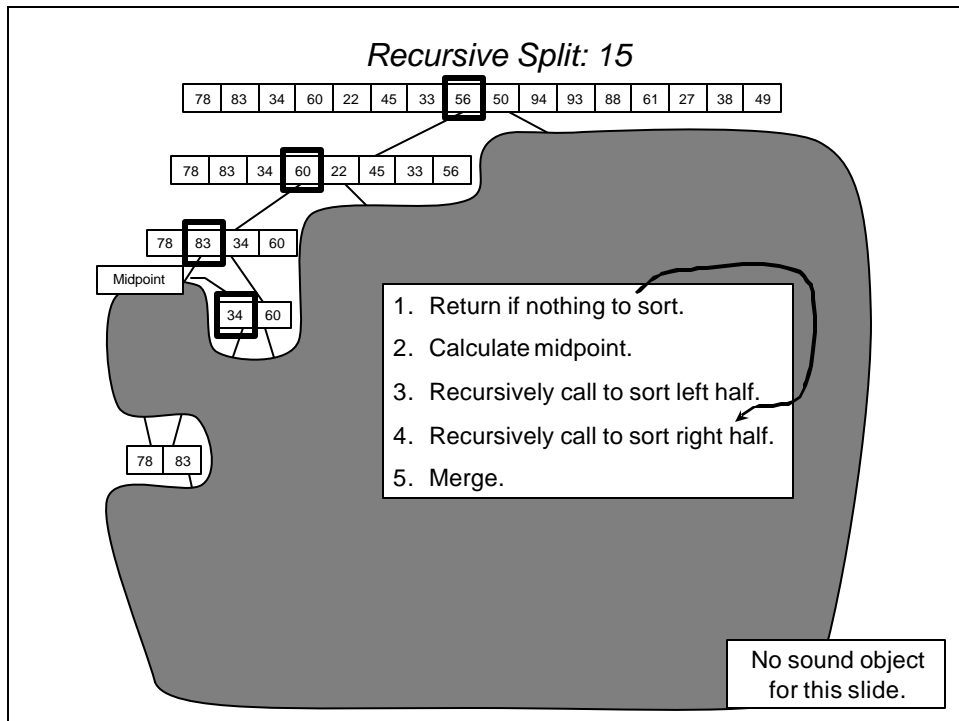 Recursive Split: 15
78 83 34 60 22 45 33 56 50 94 93 88 61 27 38 49
78 83 34 60 22 45 33 56
78 83 34 60
Midpoint
34 60
1. Return if nothing to sort.
2. Calculate midpoint.
3. Recursively call to sort left half.
4. Recursively call to sort right half.
78 83
5. Merge.
No sound object
for this slide.